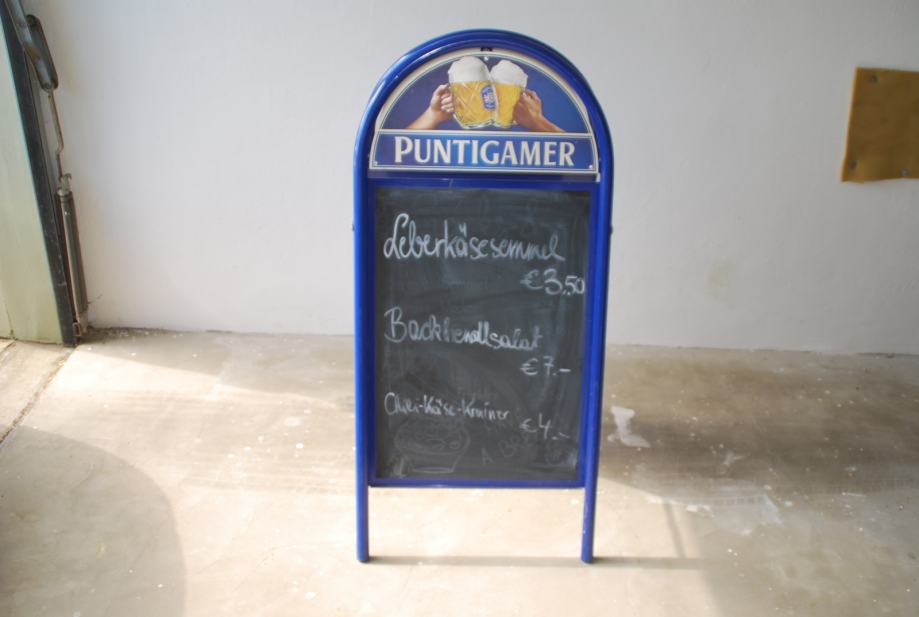 PUNTIGAMER
Leberkäsesemmel
€ 3,50
Backhendlsalat
€ 7.-
Chili-Käse-Krainer
€ 4.-